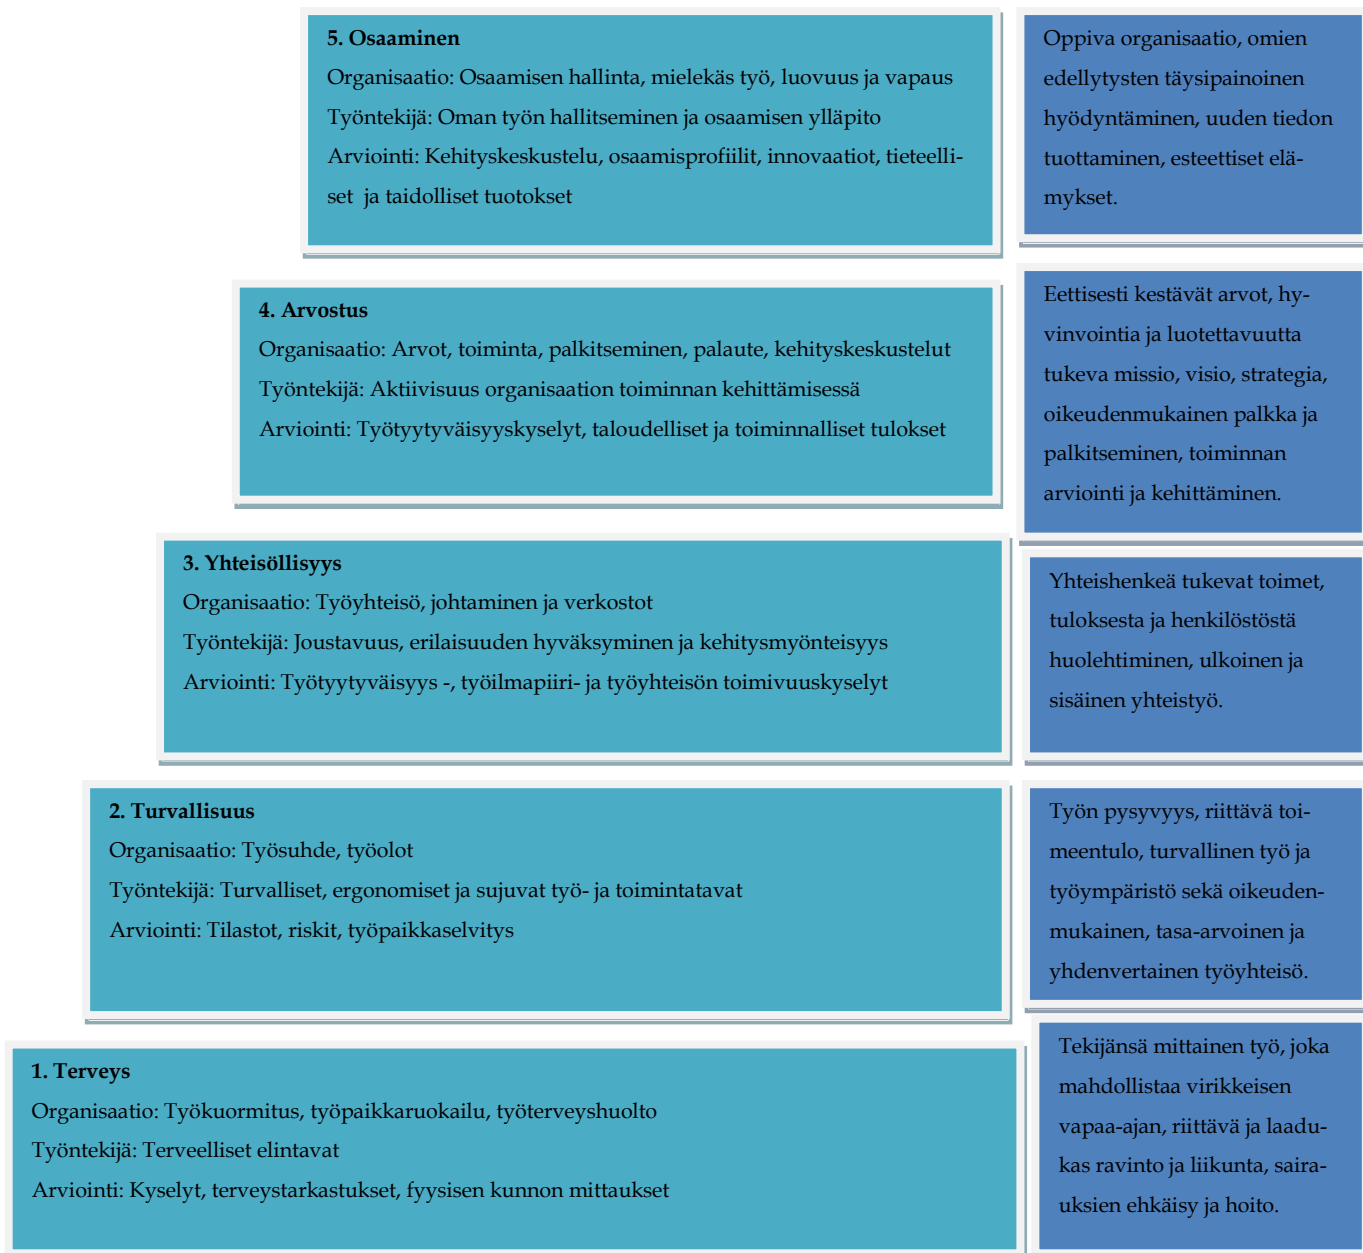 5. Osaaminen
Organisaatio: Osaamisen hallinta, mielekäs työ, luovuus ja vapaus
Työntekijä: Oman työn hallitseminen ja osaamisen ylläpito
Arviointi: Kehityskeskustelu, osaamisprofiilit, innovaatiot, tieteelli-
set ja taidolliset tuotokset
Oppiva organisaatio, omien
edellytysten täysipainoinen
hyödyntäminen, uuden tiedon
tuottaminen, esteettiset elä-
mykset.
4. Arvostus
Organisaatio: Arvot, toiminta, palkitseminen, palaute, kehityskeskustelut
Työntekijä: Aktiivisuus organisaation toiminnan kehittämisessä
Arviointi: Työtyytyväisyyskyselyt, taloudelliset ja toiminnalliset tulokset
Eettisesti kestävät arvot, hy-
vinvointia ja luotettavuutta
tukeva missio, visio, strategia,
oikeudenmukainen palkka ja
palkitseminen, toiminnan
arviointi ja kehittäminen.
3. Yhteisöllisyys
Organisaatio: Työyhteisö, johtaminen ja verkostot
Työntekijä: Joustavuus, erilaisuuden hyväksyminen ja kehitysmyönteisyys
Arviointi: Työtyytyväisyys -, työilmapiiri- ja työyhteisön toimivuuskyselyt
Yhteishenkeä tukevat toimet,
tuloksesta ja henkilöstöstä
huolehtiminen, ulkoinen ja
sisäinen yhteistyö.
2. Turvallisuus
Organisaatio: Työsuhde, työolot
Työntekijä: Turvalliset, ergonomiset ja sujuvat työ- ja toimintatavat
Arviointi: Tilastot, riskit, työpaikkaselvitys
Työn pysyvyys, riittävä toi-
meentulo, turvallinen työ ja
työympäristö sekä oikeuden-
mukainen, tasa-arvoinen ja
yhdenvertainen työyhteisö.
1. Terveys
Organisaatio: Työkuormitus, työpaikkaruokailu, työterveyshuolto
Työntekijä: Terveelliset elintavat
Arviointi: Kyselyt, terveystarkastukset, fyysisen kunnon mittaukset
Tekijänsä mittainen työ, joka
mahdollistaa virikkeisen
vapaa-ajan, riittävä ja laadu-
kas ravinto ja liikunta, saira-
uksien ehkäisy ja hoito.